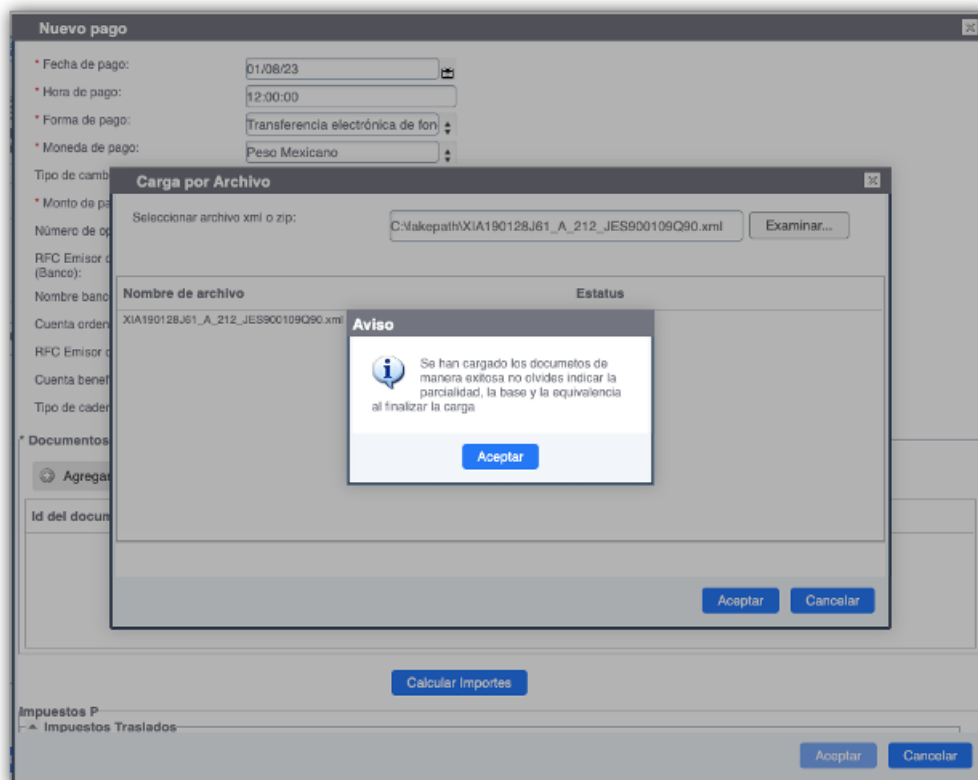 Nuevo pago
* Fecha de pago:
01/08/23
* Hora de pago:
12:00:00
* Forma de pago:
Transferencia electrónica de fon
* Moneda de pago:
Peso Mexicano
Tipo de camb
* Monto de pa
Número de op
RFC Emisor c
(Banco):
Nombre banc
Cuenta orden
RFC Emisor c
Cuenta benef
Tipo de cader
Carga por Archivo
Seleccionar archivo xml o zip:
C:\fakepath\XIA190128J61_A_212_JES900109Q90.xml
Examinar...
Nombre de archivo Estatus
XIA190128J61_A_212_JES900109Q90.xml
Aviso
Se han cargado los documetos de
manera exitosa no olvides indicar la
parcialidad, la base y la equivalencia
al finalizar la carga
Aceptar
Aceptar Cancelar
* Documentos
Agregar
Id del docum
Calcular Importes
Impuestos P
Impuestos Traslados
Aceptar Cancelar